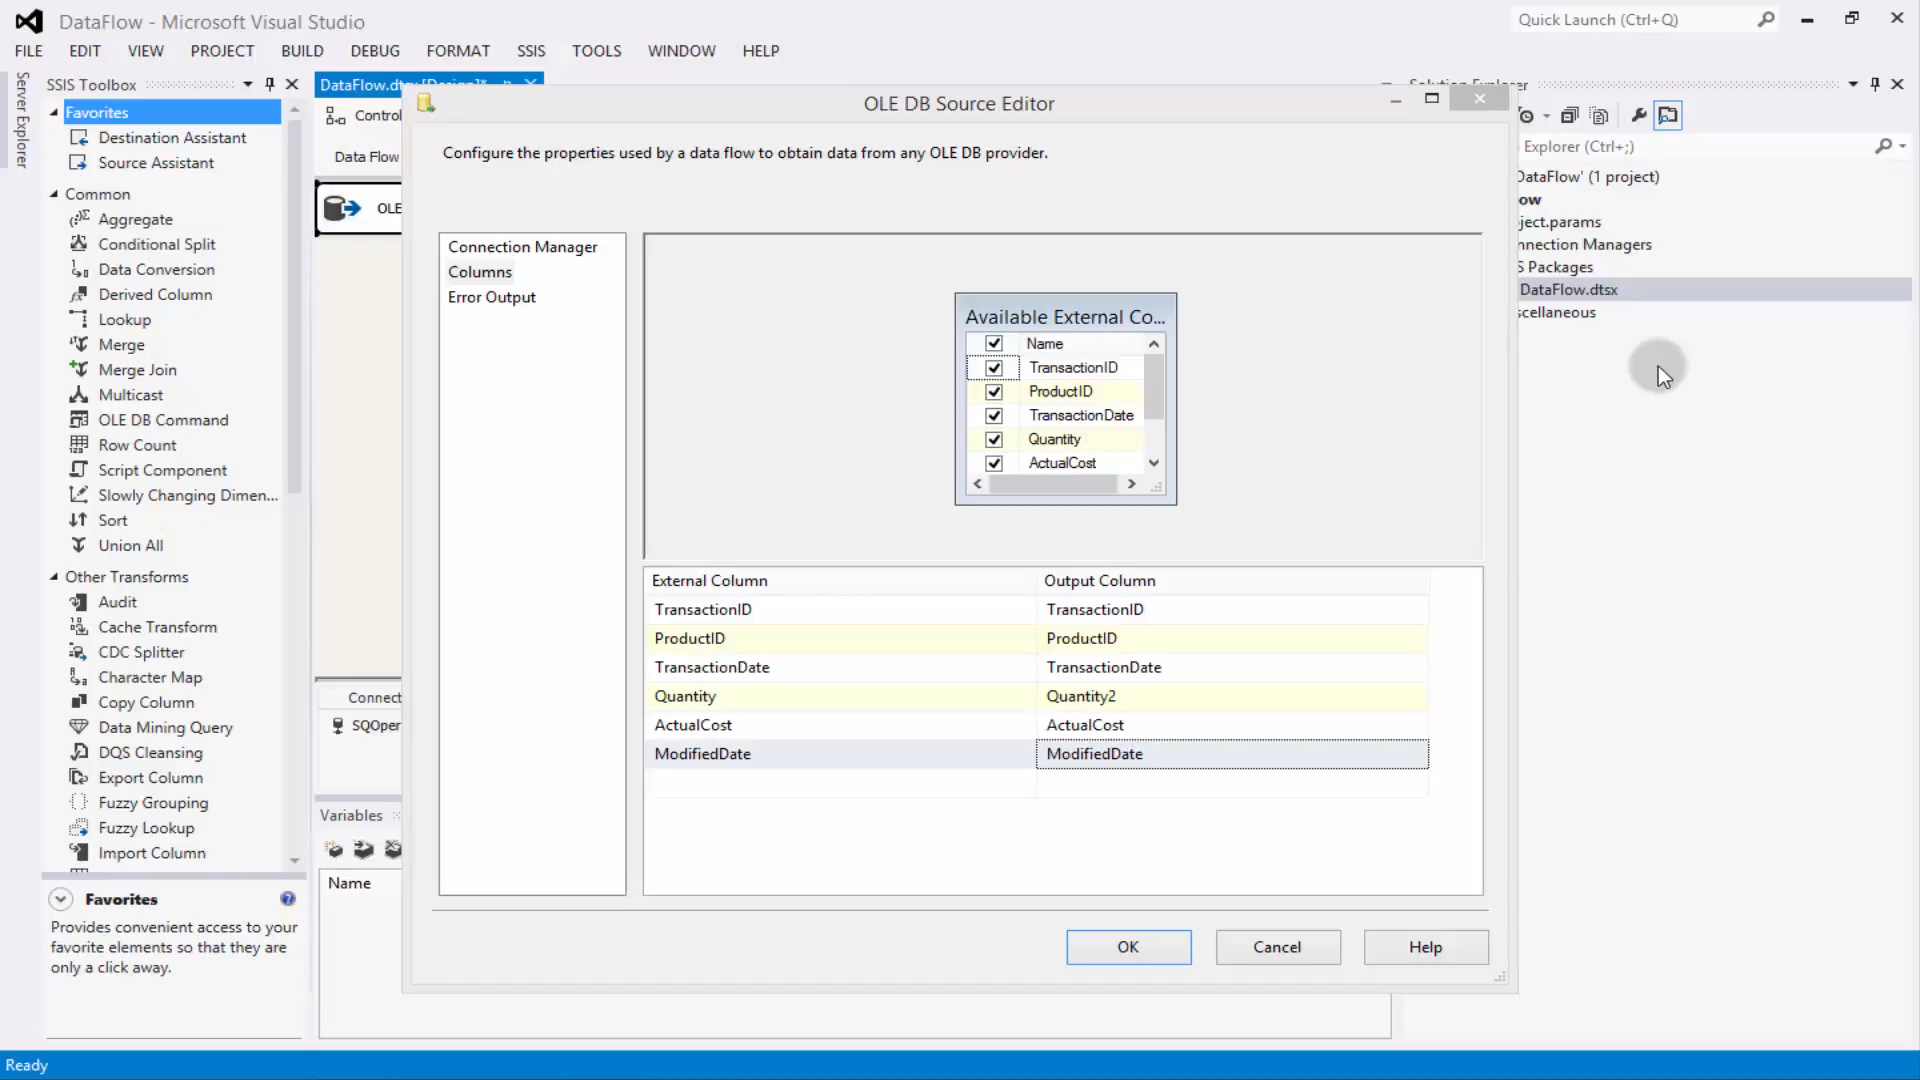 DataFlow - Microsoft Visual Studio
Quick Launch (Ctrl+Q)
FILE EDIT VIEW PROJECT BUILD DEBUG FORMAT SSIS TOOLS WINDOW HELP
Server Explorer
SSIS Toolbox
Favorites
Destination Assistant
Source Assistant
Common
Aggregate
Conditional Split
Data Conversion
Derived Column
Lookup
Merge
Merge Join
Multicast
OLE DB Command
Row Count
Script Component
Slowly Changing Dimen...
Sort
Union All
Other Transforms
Audit
Cache Transform
CDC Splitter
Character Map
Copy Column
Data Mining Query
DQS Cleansing
Export Column
Fuzzy Grouping
Fuzzy Lookup
Import Column
Favorites
Provides convenient access to your
favorite elements so that they are
only a click away.
DataFlow.dtsx [Design]*
Control
Data Flow
OLE
Connect
SQOper
Variables
Name
OLE DB Source Editor
Configure the properties used by a data flow to obtain data from any OLE DB provider.
Connection Manager
Columns
Error Output
Available External Co...
Name
TransactionID
ProductID
TransactionDate
Quantity
ActualCost
External Column Output Column
TransactionID TransactionID
ProductID ProductID
TransactionDate TransactionDate
Quantity Quantity2
ActualCost ActualCost
ModifiedDate ModifiedDate
OK Cancel Help
Solution Explorer
Explorer (Ctrl+;)
DataFlow' (1 project)
ow
ject.params
nnection Managers
S Packages
DataFlow.dtsx
scellaneous
Ready